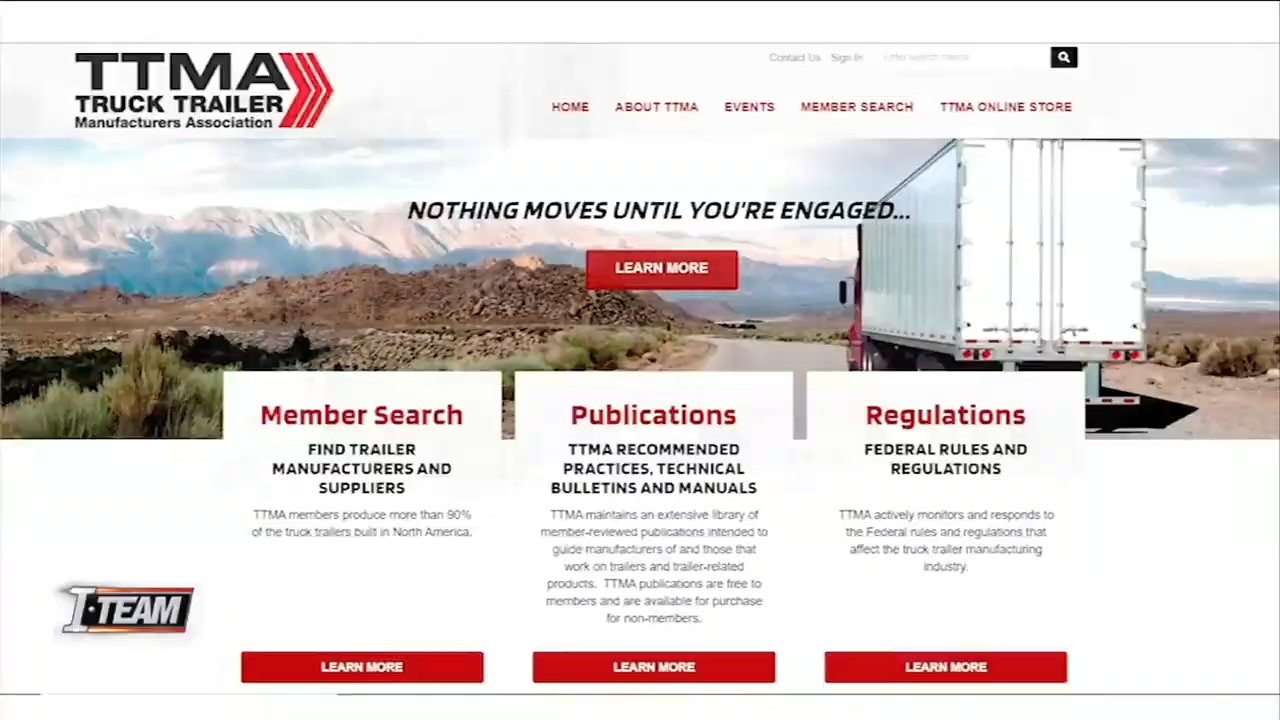 TTMA
TRUCK TRAILER
Manufacturers Association
Contact Us Sign In Enter search criteria
HOME ABOUT TTMA EVENTS MEMBER SEARCH TTMA ONLINE STORE
NOTHING MOVES UNTIL YOU'RE ENGAGED...
LEARN MORE
Member Search
FIND TRAILER
MANUFACTURERS AND
SUPPLIERS
TTMA members produce more than 90%
of the truck trailers built in North America.
LEARN MORE
Publications
TTMA RECOMMENDED
PRACTICES, TECHNICAL
BULLETINS AND MANUALS
TTMA maintains an extensive library of
member-reviewed publications intended to
guide manufacturers of and those that
work on trailers and trailer-related
products. TTMA publications are free to
members and are available for purchase
for non-members.
LEARN MORE
Regulations
FEDERAL RULES AND
REGULATIONS
TTMA actively monitors and responds to
the Federal rules and regulations that
affect the truck trailer manufacturing
industry.
LEARN MORE
I-TEAM